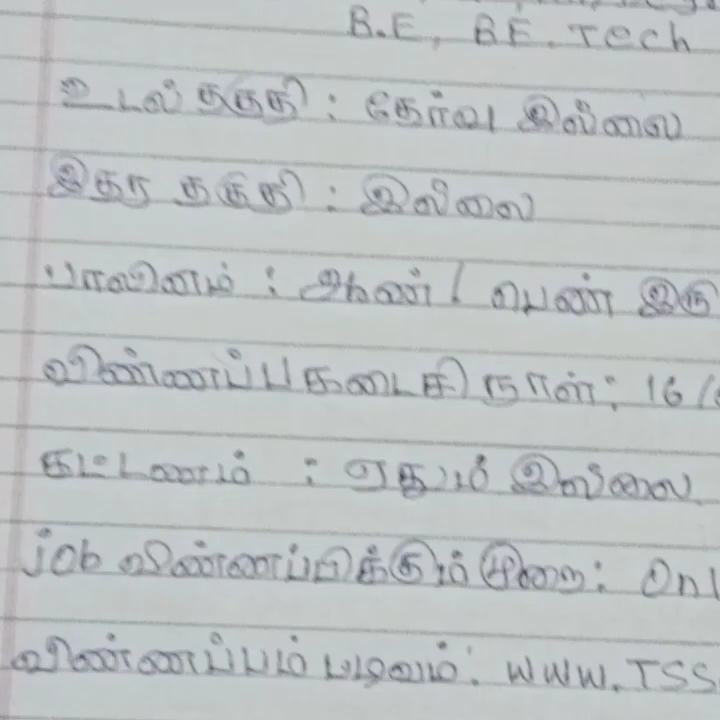 B.E, BE. Tech
உடல் தகுதி : தேர்வு இல்லை
இதர தகுதி : இல்லை
பாலினம் : ஆண் / பெண் இரு
விண்ணப்ப கடைசி நாள் : 16 /
கட்டணம் : ஏதும் இல்லை
job விண்ணப்பிக்கும் முறை : Onl
விண்ணப்பம் படிவம் : www.TSS